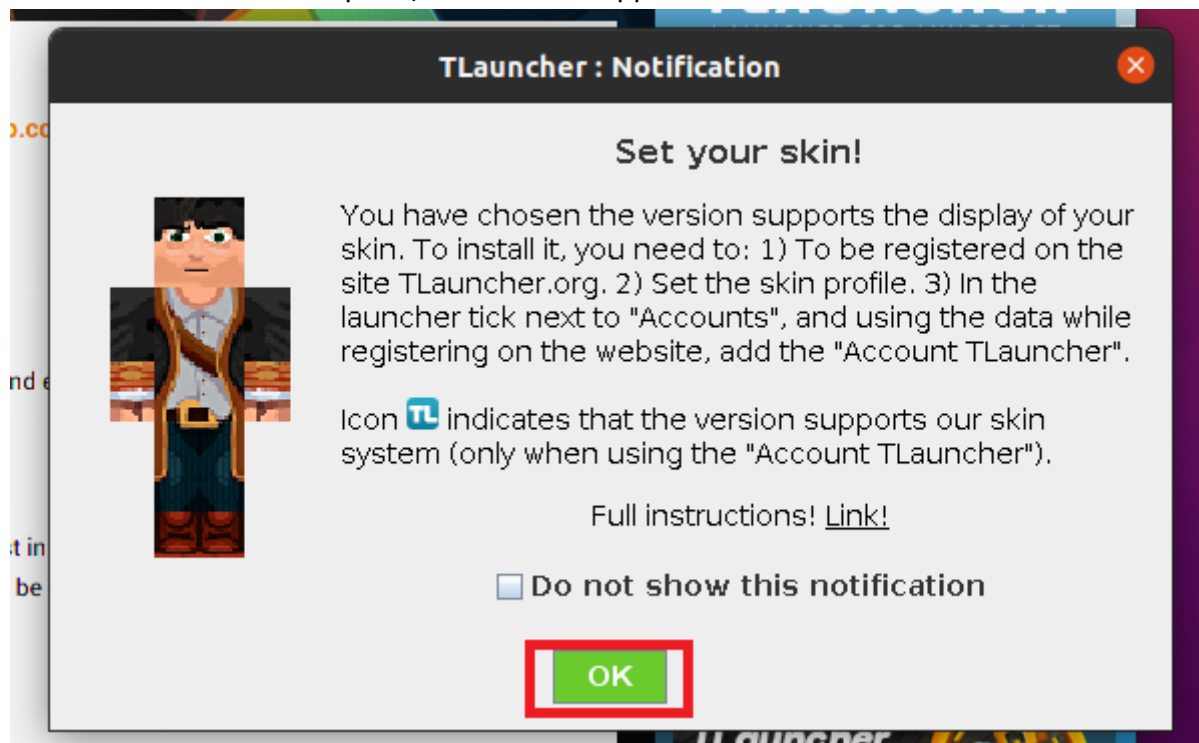 TLauncher : Notification
Set your skin!
You have chosen the version supports the display of your
skin. To install it, you need to: 1) To be registered on the
site TLauncher.org. 2) Set the skin profile. 3) In the
launcher tick next to "Accounts", and using the data while
registering on the website, add the "Account TLauncher".
Icon TL indicates that the version supports our skin
system (only when using the "Account TLauncher").
Full instructions! Link!
Do not show this notification
OK
be
TLauncher